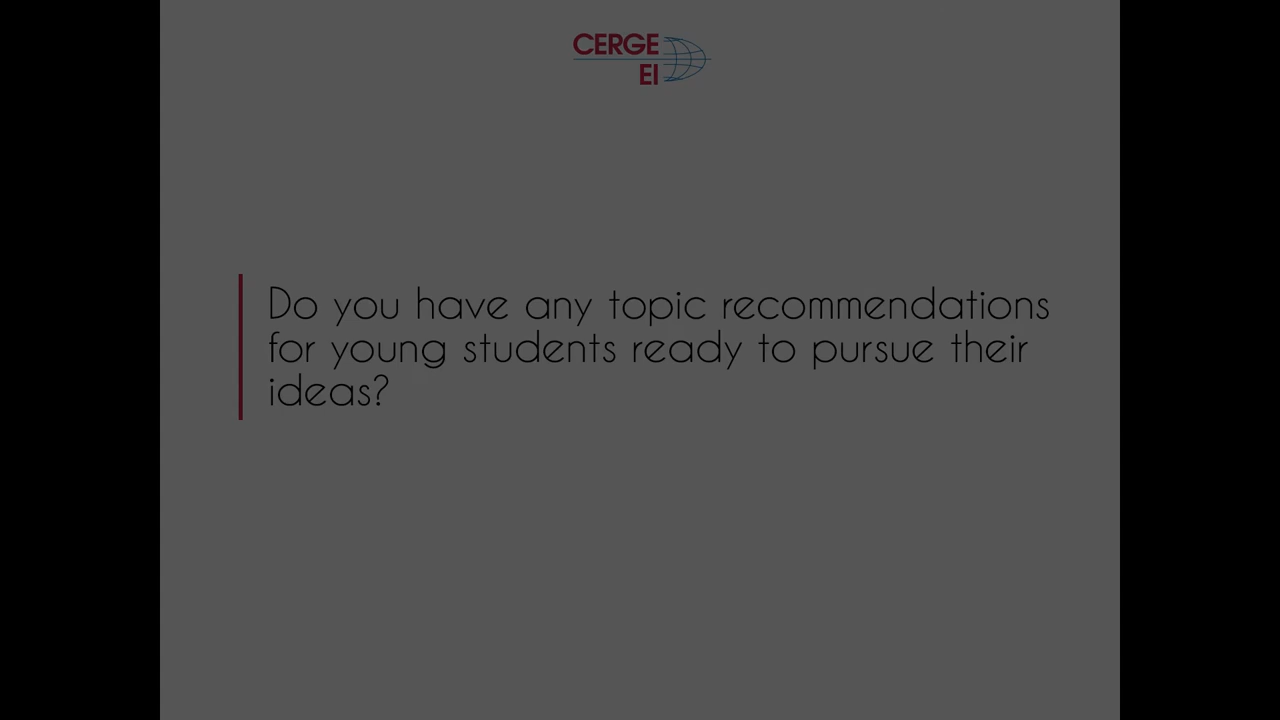 CERGE
EI
Do you have any topic recommendations
for young students ready to pursue their
ideas?